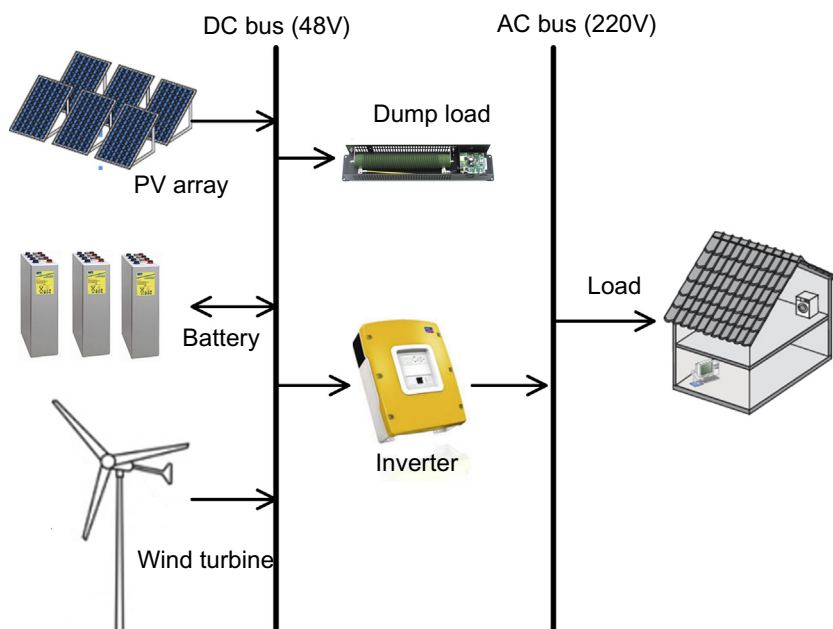 DC bus (48V)
AC bus (220V)
Dump load
PV array
Load
Battery
Inverter
Wind turbine